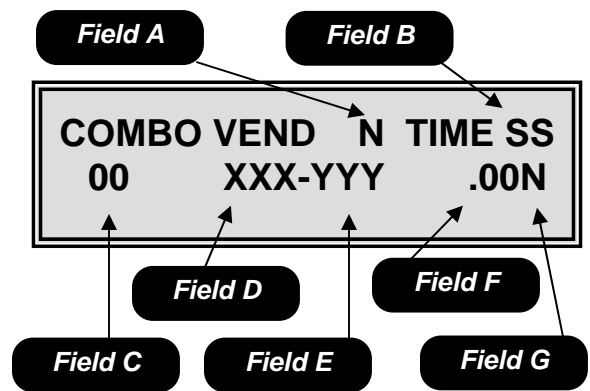 Field A
Field B
COMBO VEND N TIME SS
00 XXX-YYY .00N
Field D
Field F
Field C
Field E
Field G